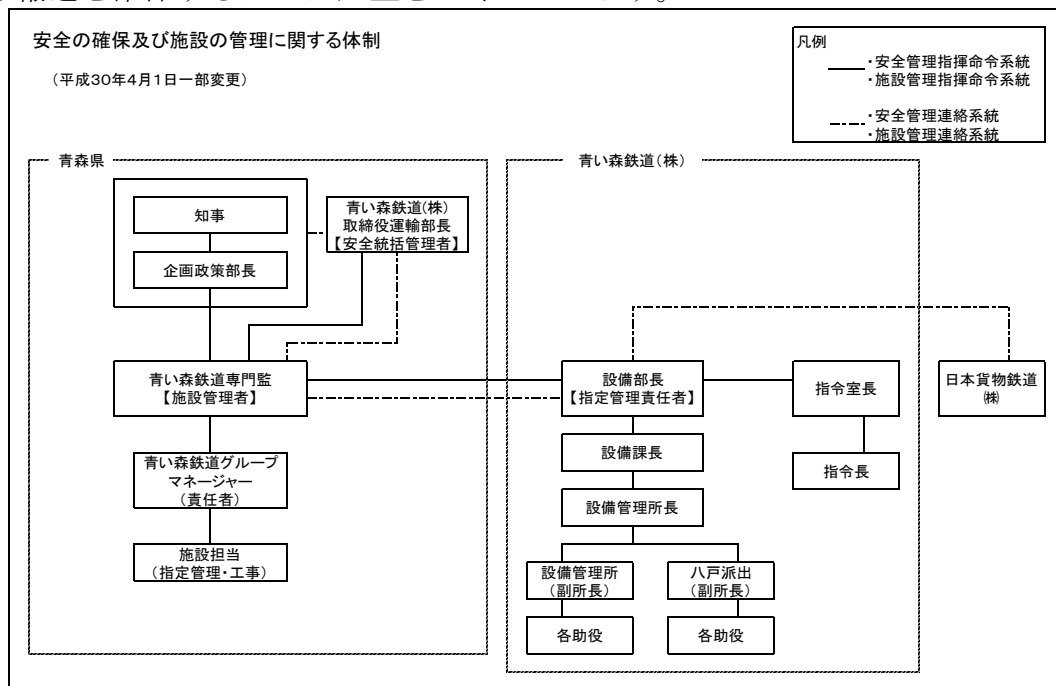 安全の確保及び施設の管理に関する体制
（平成30年4月1日一部変更）
凡例
・安全管理指揮命令系統
・施設管理指揮命令系統
・安全管理連絡系統
・施設管理連絡系統
青森県
知事
企画政策部長
青い森鉄道(株)
取締役運輸部長
【安全統括管理者】
青い森鉄道専門監
【施設管理者】
青い森鉄道グループ
マネージャー
（責任者）
施設担当
（指定管理・工事）
青い森鉄道（株）
設備部長
【指定管理責任者】
設備課長
設備管理所長
設備管理所
（副所長）
八戸派出
（副所長）
各助役
各助役
指令室長
指令長
日本貨物鉄道
㈱